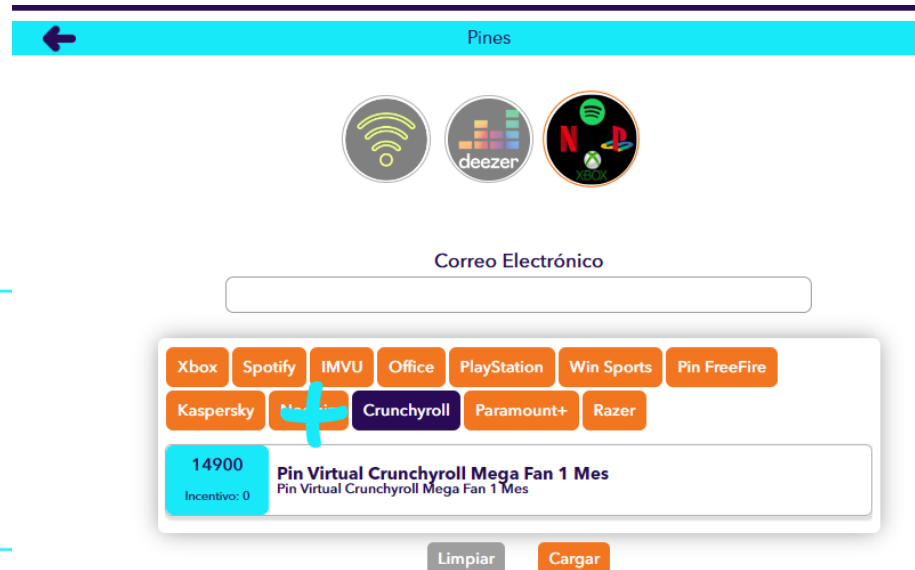 Pines
deezer
N
XBOX
Correo Electrónico
Xbox Spotify IMVU Office PlayStation Win Sports Pin FreeFire
Kaspersky Crunchyroll Paramount+ Razer
14900
Incentivo: 0
Pin Virtual Crunchyroll Mega Fan 1 Mes
Pin Virtual Crunchyroll Mega Fan 1 Mes
Limpiar Cargar